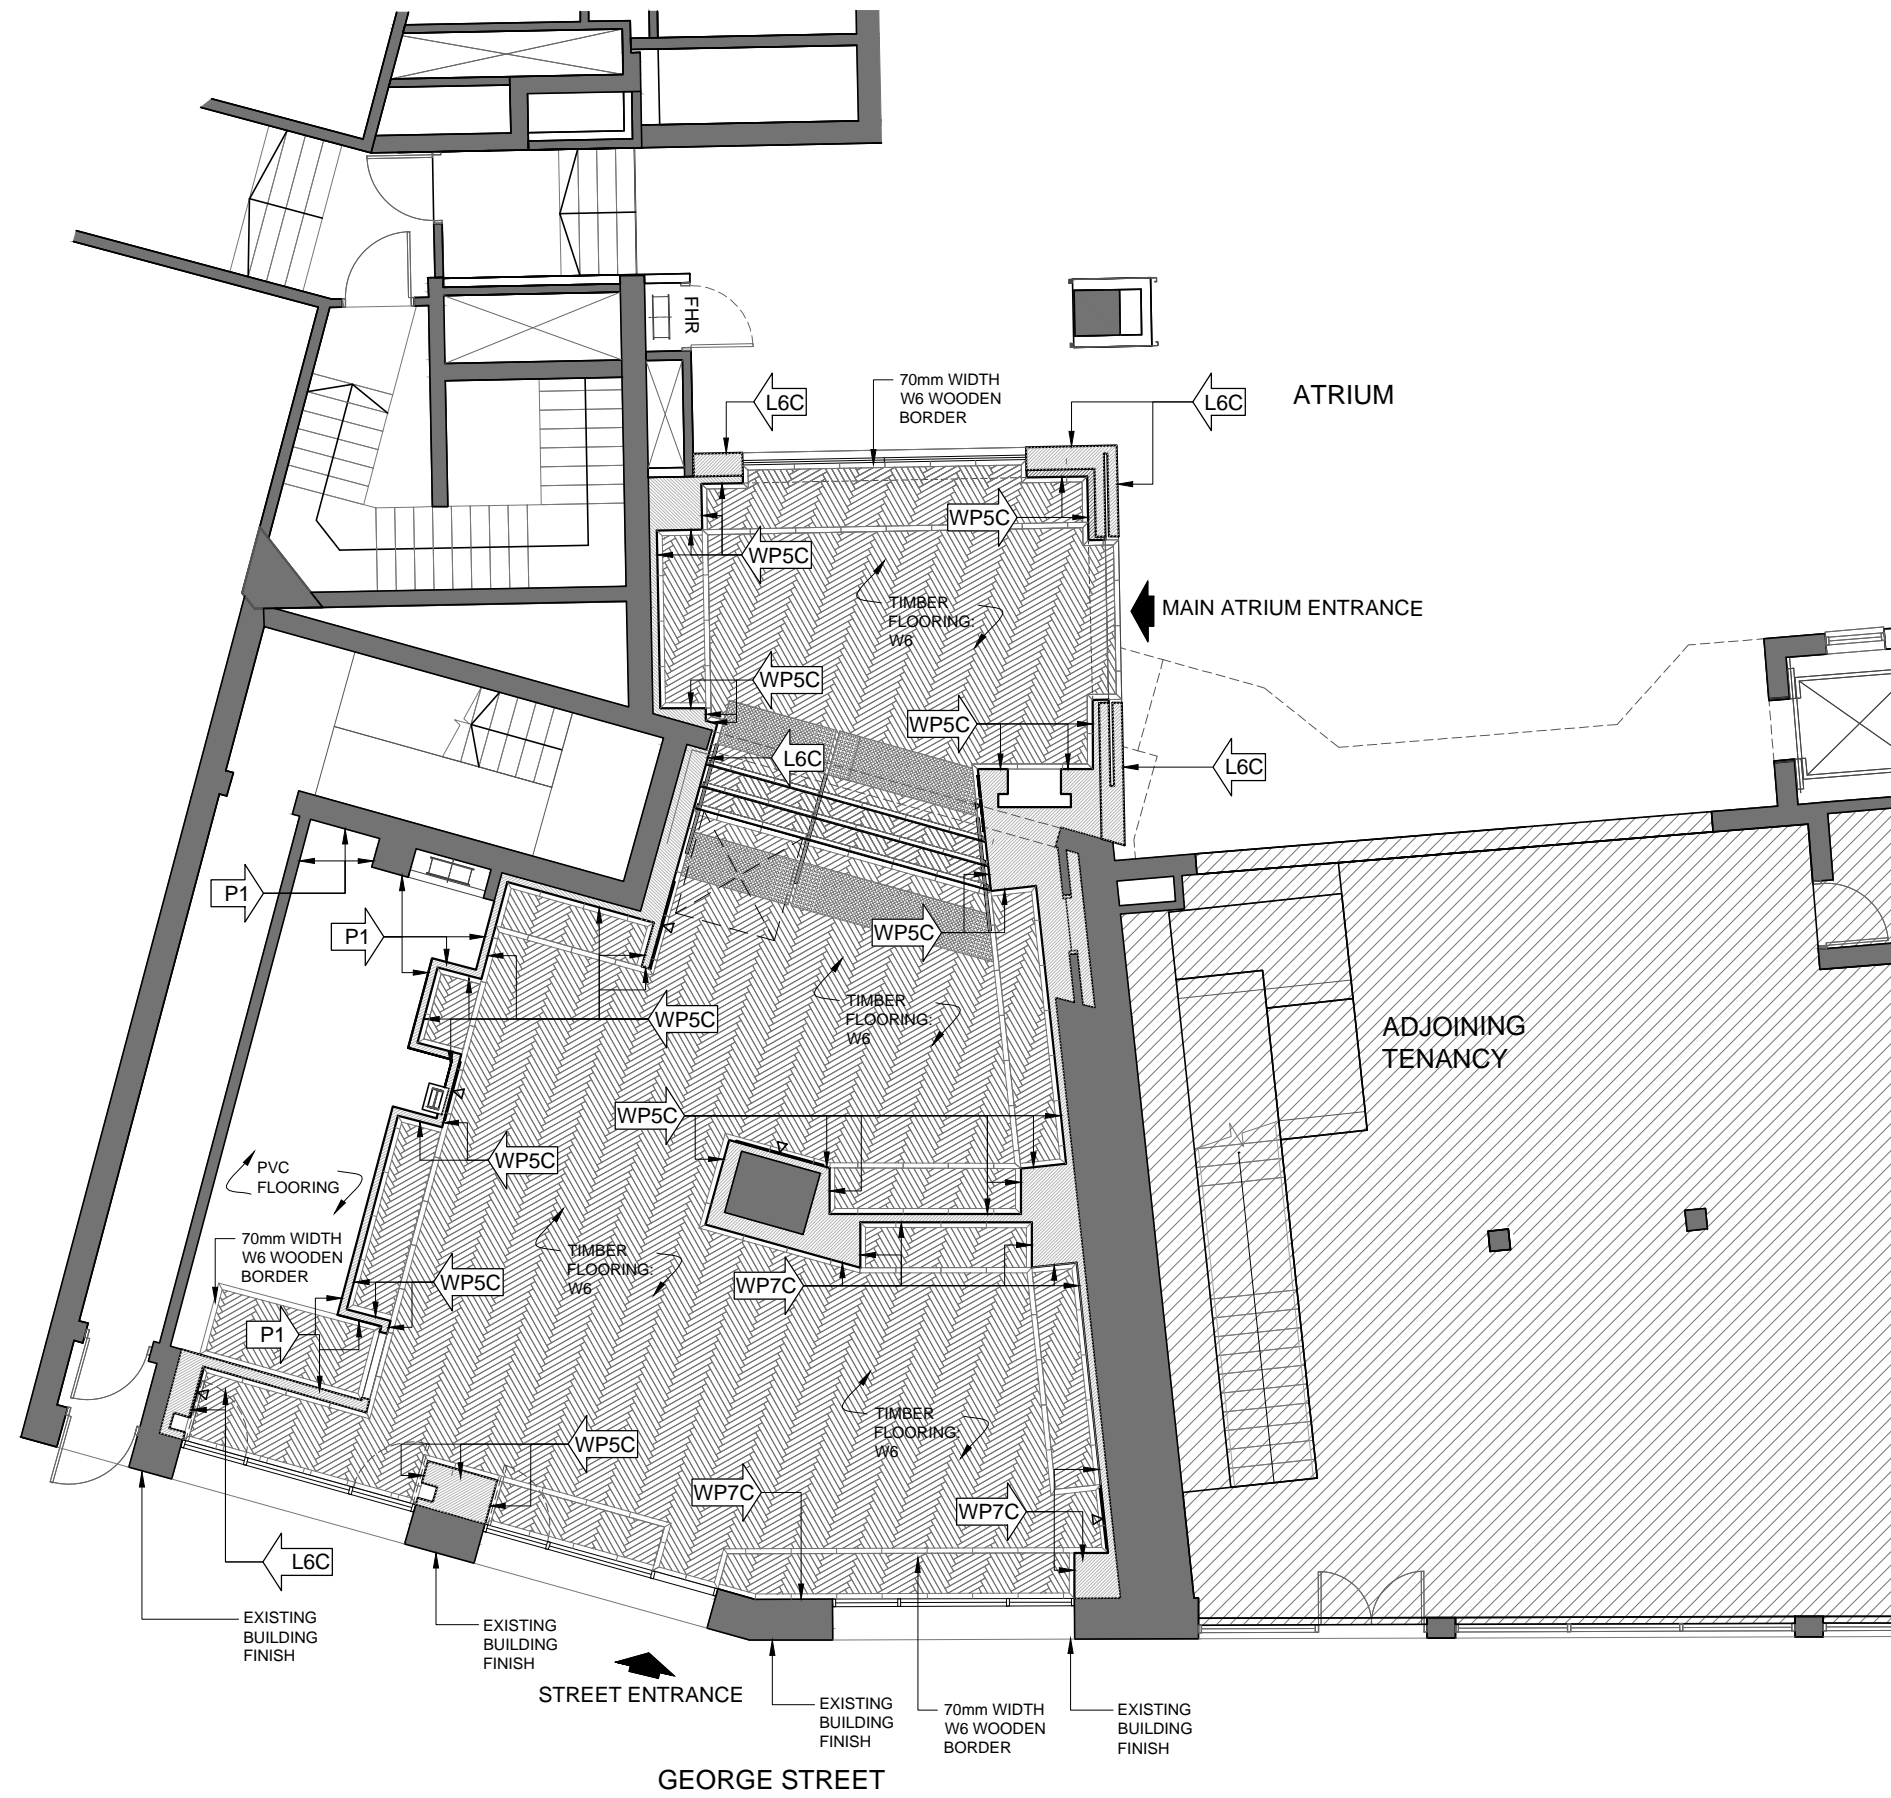 FHR
70mm WIDTH
W6 WOODEN
BORDER
L6C
L6C
ATRIUM
WP5C
WP5C
TIMBER
FLOORING:
W6
MAIN ATRIUM ENTRANCE
WP5C
WP5C
L6C
L6C
P1
P1
WP5C
TIMBER
FLOORING:
W6
WP5C
ADJOINING
TENANCY
WP5C
WP5C
PVC
FLOORING
70mm WIDTH
W6 WOODEN
BORDER
TIMBER
FLOORING:
W6
WP5C
WP7C
P1
TIMBER
FLOORING:
W6
WP5C
WP7C
WP7C
L6C
EXISTING
BUILDING
FINISH
EXISTING
BUILDING
FINISH
STREET ENTRANCE
EXISTING
BUILDING
FINISH
70mm WIDTH
W6 WOODEN
BORDER
EXISTING
BUILDING
FINISH
GEORGE STREET